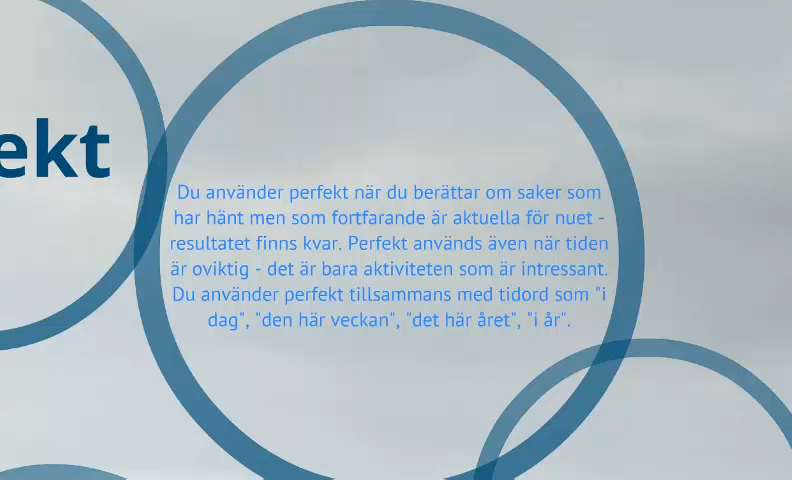 ekt
Du använder perfekt när du berättar om saker som
har hänt men som fortfarande är aktuella för nuet -
resultatet finns kvar. Perfekt används även när tiden
är oviktig - det är bara aktiviteten som är intressant.
Du använder perfekt tillsammans med tidord som "i
dag", "den här veckan", "det här året", "i år".